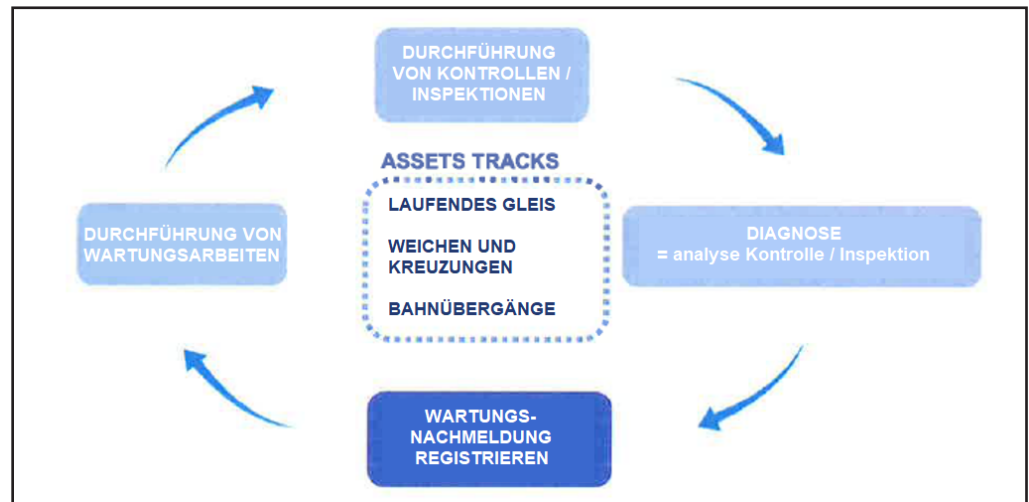 DURCHFÜHRUNG
VON KONTROLLEN /
INSPEKTIONEN
ASSETS TRACKS
LAUFENDES GLEIS
WEICHEN UND
KREUZUNGEN
BAHNÜBERGÄNGE
DURCHFÜHRUNG VON
WARTUNGSARBEITEN
DIAGNOSE
= analyse Kontrolle / Inspektion
WARTUNGS-
NACHMELDUNG
REGISTRIEREN